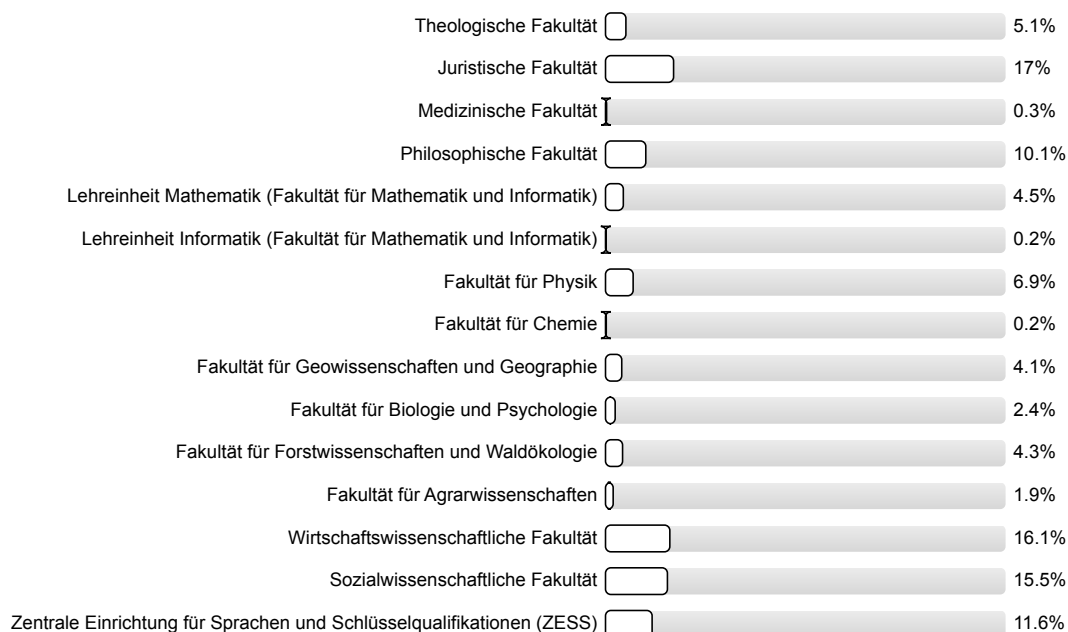 Theologische Fakultät 5.1%
Juristische Fakultät 17%
Medizinische Fakultät 0.3%
Philosophische Fakultät 10.1%
Lehreinheit Mathematik (Fakultät für Mathematik und Informatik) 4.5%
Lehreinheit Informatik (Fakultät für Mathematik und Informatik) 0.2%
Fakultät für Physik 6.9%
Fakultät für Chemie 0.2%
Fakultät für Geowissenschaften und Geographie 4.1%
Fakultät für Biologie und Psychologie 2.4%
Fakultät für Forstwissenschaften und Waldökologie 4.3%
Fakultät für Agrarwissenschaften 1.9%
Wirtschaftswissenschaftliche Fakultät 16.1%
Sozialwissenschaftliche Fakultät 15.5%
Zentrale Einrichtung für Sprachen und Schlüsselqualifikationen (ZESS) 11.6%